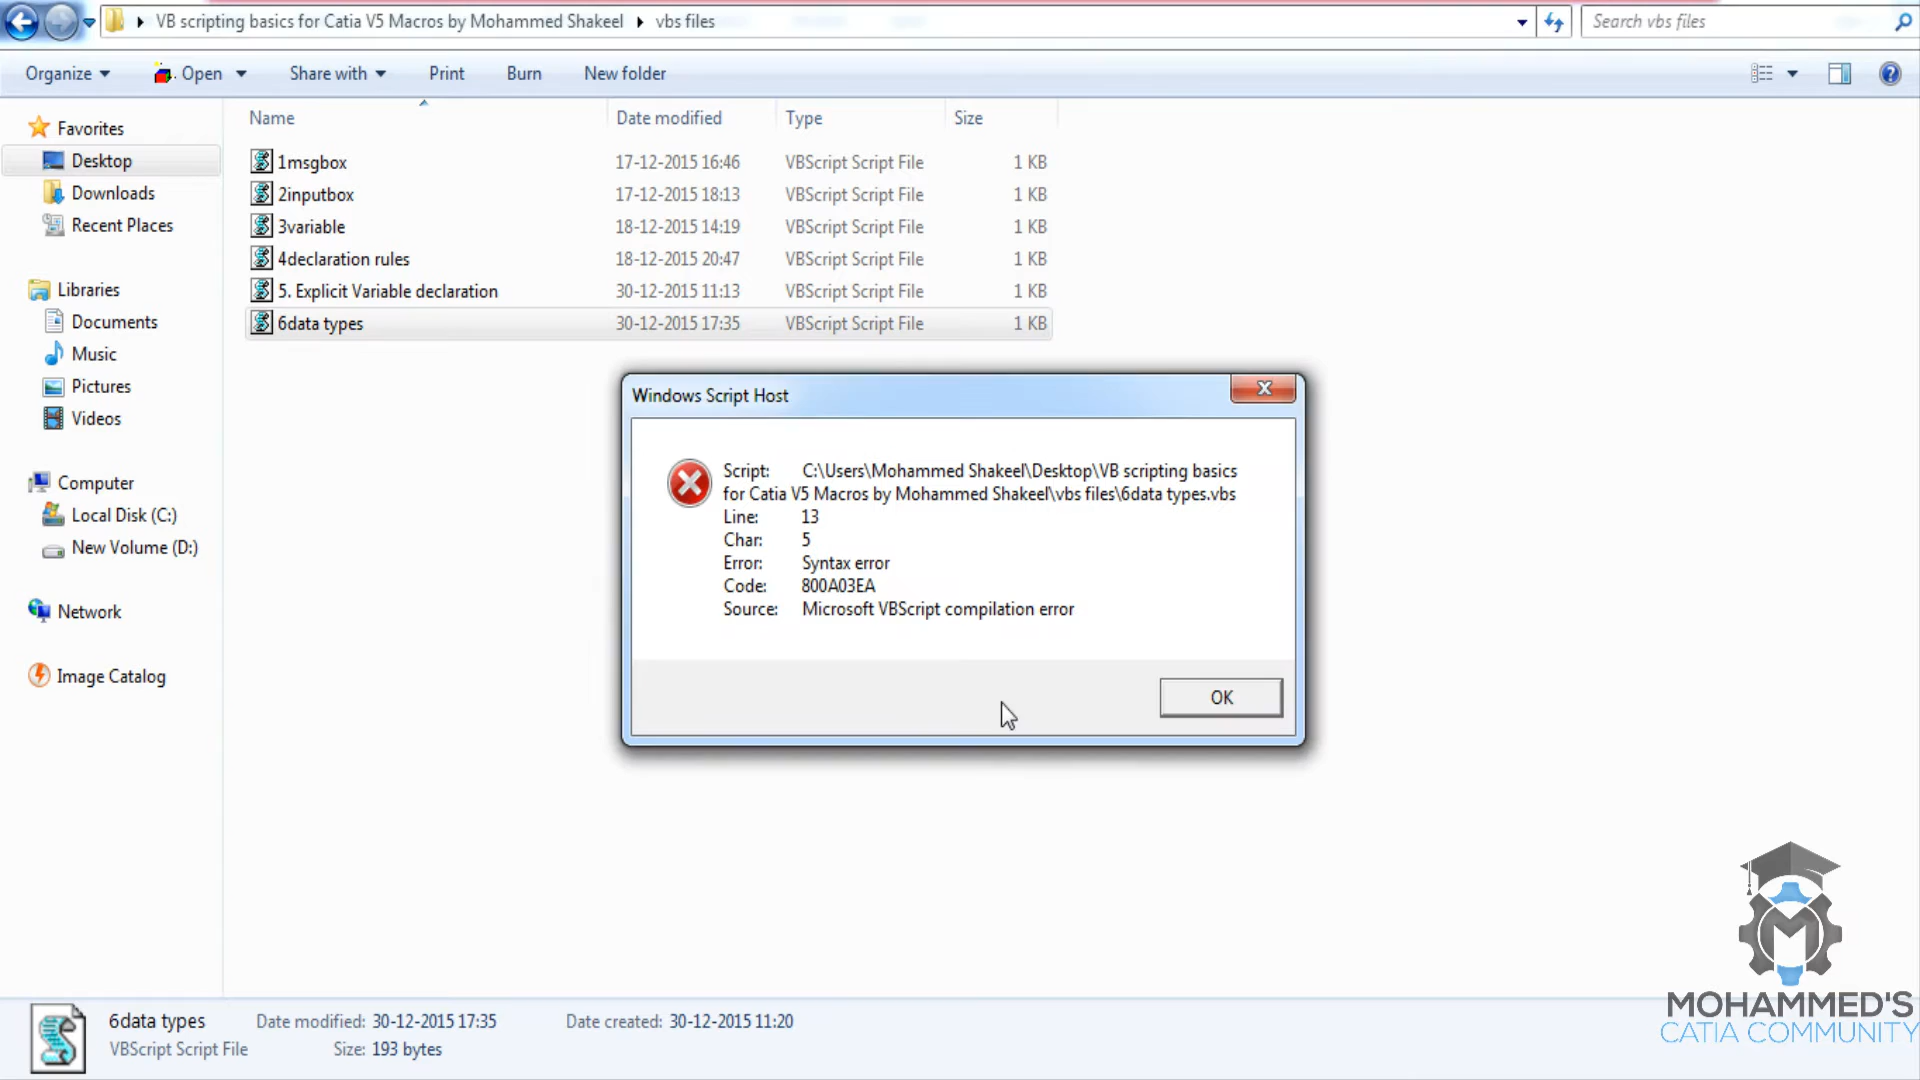 VB scripting basics for Catia V5 Macros by Mohammed Shakeel vbs files Search vbs files
Organize Open Share with Print Burn New folder
Name Date modified Type Size
Favorites
Desktop
Downloads
Recent Places
Libraries
Documents
Music
Pictures
Videos
Computer
Local Disk (C:)
New Volume (D:)
Network
Image Catalog
1msgbox 17-12-2015 16:46 VBScript Script File 1 KB
2inputbox 17-12-2015 18:13 VBScript Script File 1 KB
3variable 18-12-2015 14:19 VBScript Script File 1 KB
4declaration rules 18-12-2015 20:47 VBScript Script File 1 KB
5. Explicit Variable declaration 30-12-2015 11:13 VBScript Script File 1 KB
6data types 30-12-2015 17:35 VBScript Script File 1 KB
Windows Script Host
Script: C:\Users\Mohammed Shakeel\Desktop\VB scripting basics
for Catia V5 Macros by Mohammed Shakeel\vbs files\6data types.vbs
Line: 13
Char: 5
Error: Syntax error
Code: 800A03EA
Source: Microsoft VBScript compilation error
OK
6data types Date modified: 30-12-2015 17:35 Date created: 30-12-2015 11:20
VBScript Script File Size: 193 bytes
MOHAMMED'S
CATIA COMMUNITY